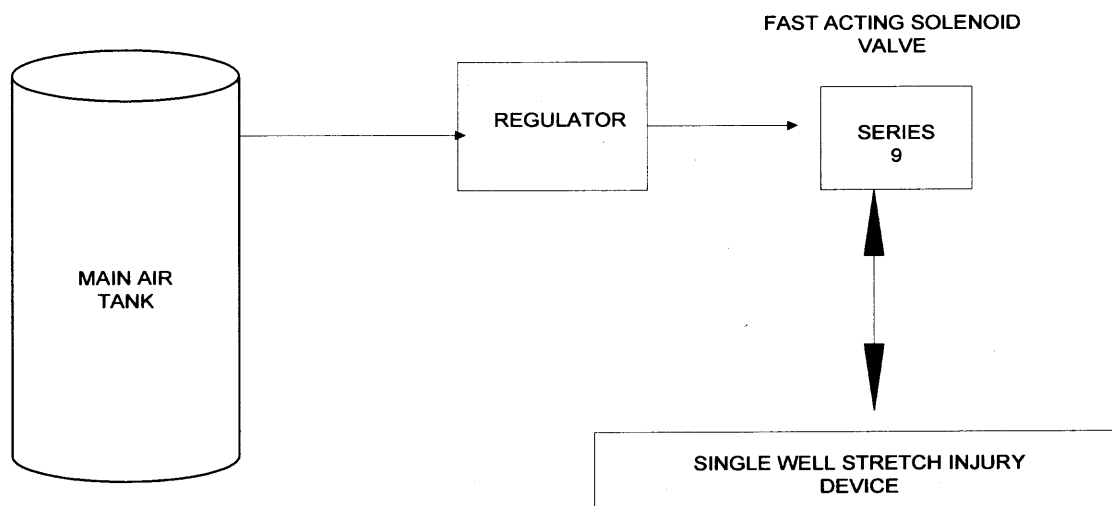 FAST ACTING SOLENOID
VALVE
REGULATOR
SERIES
9
MAIN AIR
TANK
SINGLE WELL STRETCH INJURY
DEVICE